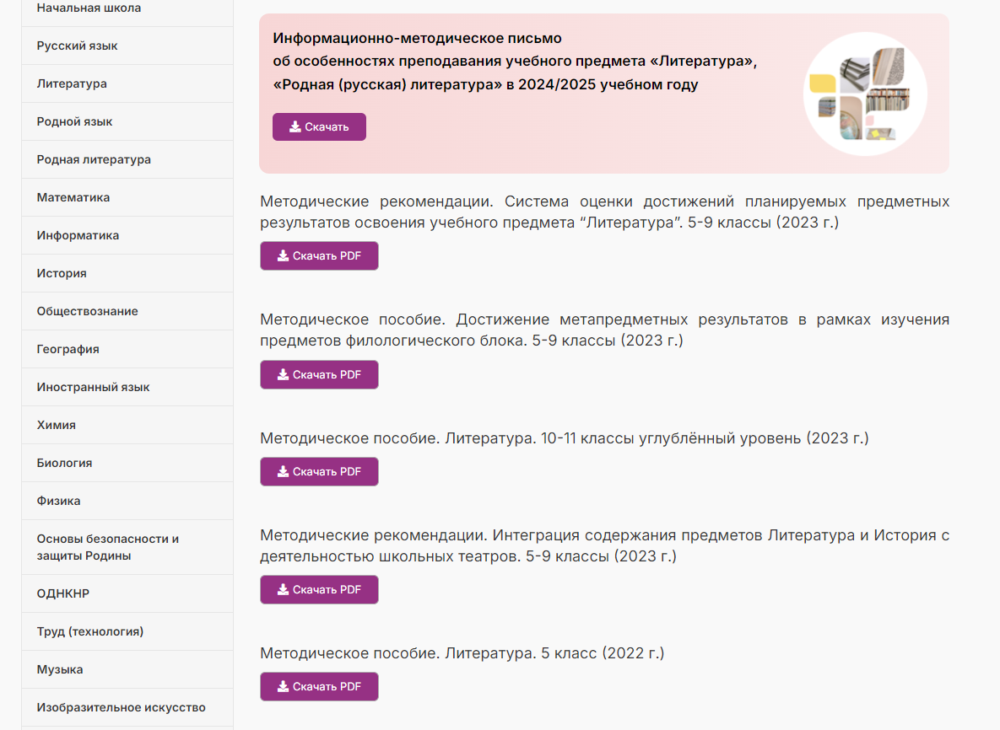 Начальная школа
Русский язык
Литература
Родной язык
Родная литература
Математика
Информатика
История
Обществознание
География
Иностранный язык
Химия
Биология
Физика
Основы безопасности и
защиты Родины
ОДНКНР
Труд (технология)
Музыка
Изобразительное искусство
Информационно-методическое письмо
об особенностях преподавания учебного предмета «Литература»,
«Родная (русская) литература» в 2024/2025 учебном году
Скачать
Методические рекомендации. Система оценки достижений планируемых предметных
результатов освоения учебного предмета “Литература”. 5-9 классы (2023 г.)
Скачать PDF
Методическое пособие. Достижение метапредметных результатов в рамках изучения
предметов филологического блока. 5-9 классы (2023 г.)
Скачать PDF
Методическое пособие. Литература. 10-11 классы углублённый уровень (2023 г.)
Скачать PDF
Методические рекомендации. Интеграция содержания предметов Литература и История с
деятельностью школьных театров. 5-9 классы (2023 г.)
Скачать PDF
Методическое пособие. Литература. 5 класс (2022 г.)
Скачать PDF